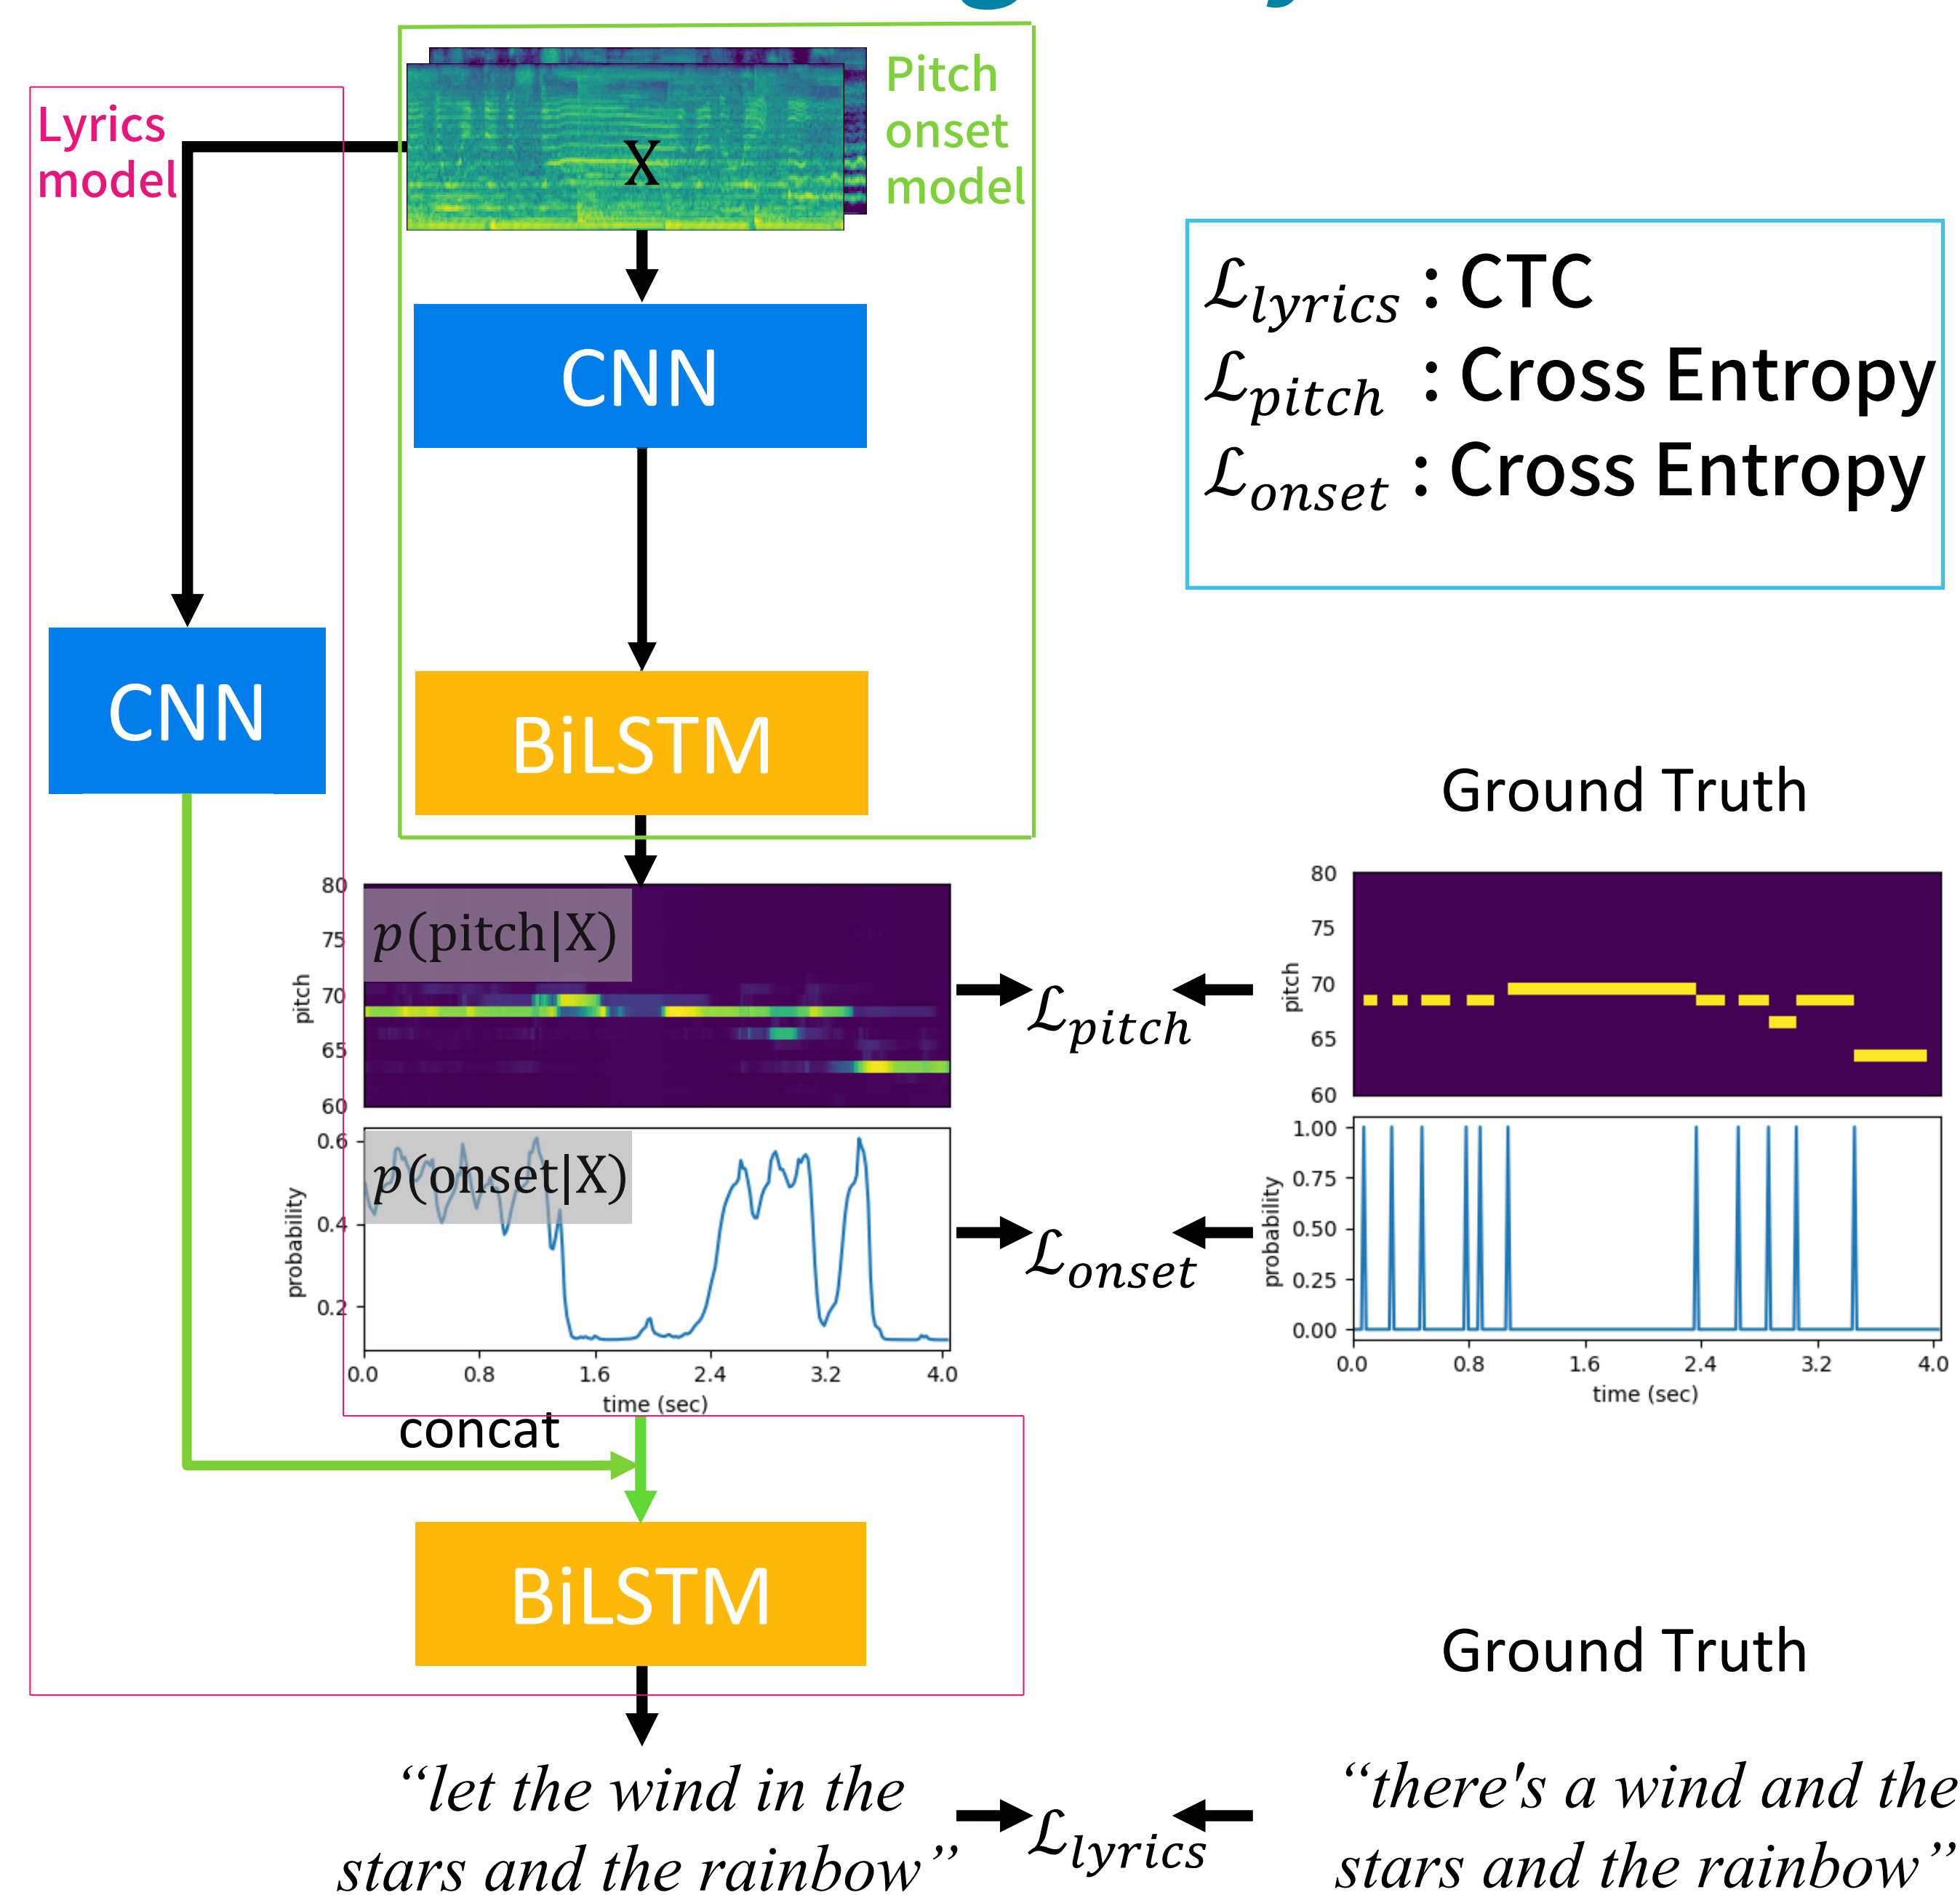 Lyrics
model
X
Pitch
onset
model
CNN
ℒlyrics : CTC
ℒpitch : Cross Entropy
ℒonset : Cross Entropy
CNN
BiLSTM
Ground Truth
p(pitch|X)
pitch
80
75
70
65
60
ℒpitch
pitch
80
75
70
65
60
p(onset|X)
probability
0.6
0.4
0.2
0.0 0.8 1.6 2.4 3.2 4.0
time (sec)
ℒonset
probability
1.00
0.75
0.50
0.25
0.00
0.0 0.8 1.6 2.4 3.2 4.0
time (sec)
concat
BiLSTM
Ground Truth
“let the wind in the
stars and the rainbow”
ℒlyrics
“there's a wind and the
stars and the rainbow”